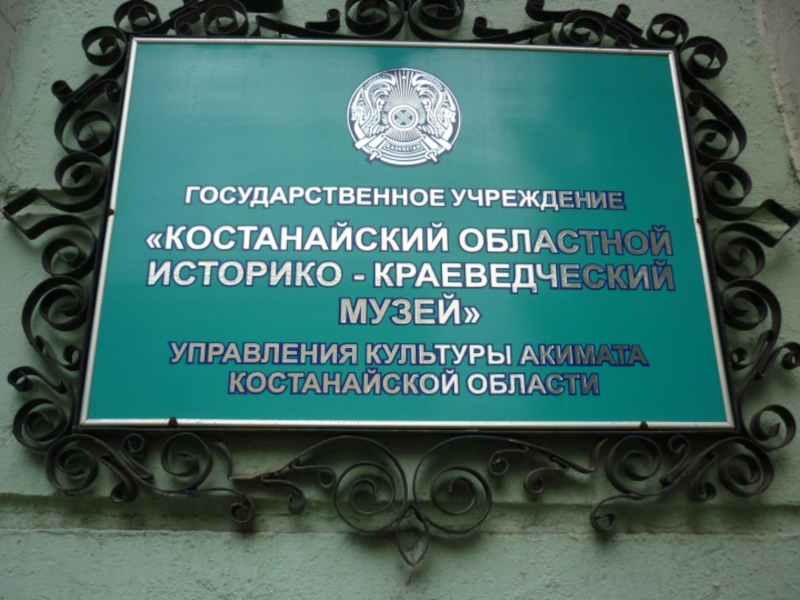 ГОСУДАРСТВЕННОЕ УЧРЕЖДЕНИЕ
«КОСТАНАЙСКИЙ ОБЛАСТНОЙ
ИСТОРИКО - КРАЕВЕДЧЕСКИЙ
МУЗЕЙ»
УПРАВЛЕНИЯ КУЛЬТУРЫ АКИМАТА
КОСТАНАЙСКОЙ ОБЛАСТИ